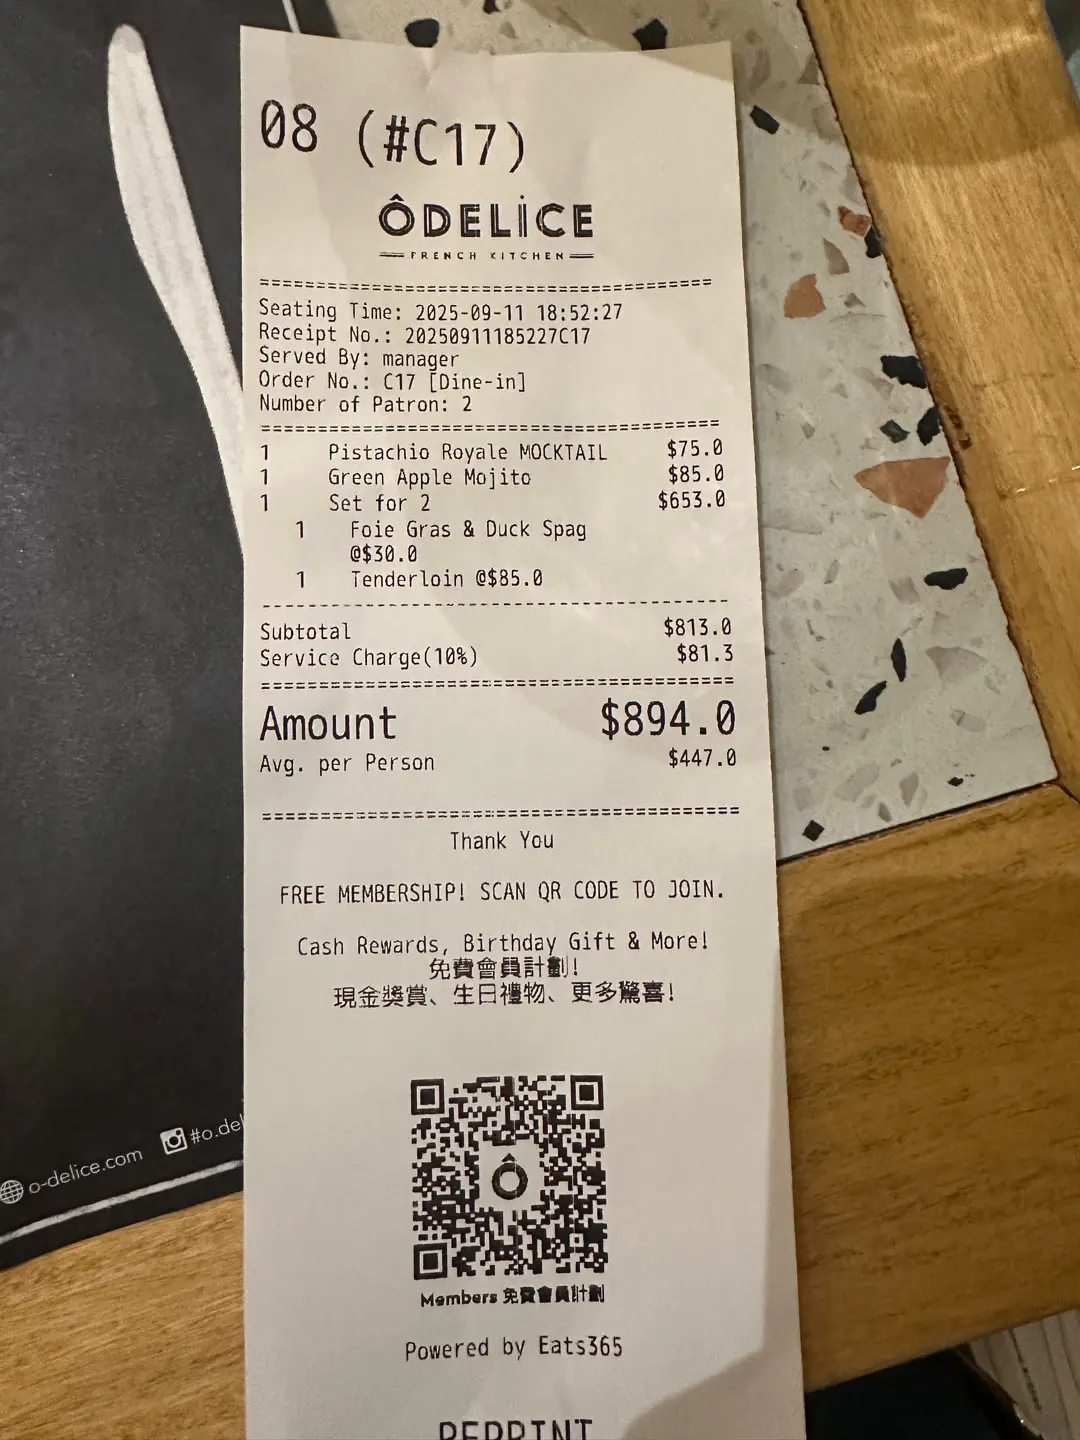 08 (#C17)
ÔDELİCE
FRENCH KITCHEN
Seating Time: 2025-09-11 18:52:27
Receipt No.: 20250911185227C17
Served By: manager
Order No.: C17 [Dine-in]
Number of Patron: 2
1 Pistachio Royale MOCKTAIL $75.0
1 Green Apple Mojito $85.0
1 Set for 2 $653.0
1 Foie Gras & Duck Spag
@$30.0
1 Tenderloin @$85.0
Subtotal $813.0
Service Charge(10%) $81.3
Amount $894.0
Avg. per Person $447.0
Thank You
FREE MEMBERSHIP! SCAN QR CODE TO JOIN.
Cash Rewards, Birthday Gift & More!
免費會員計劃!
現金獎賞、生日禮物、更多驚喜!
Members 免費會員計劃
Powered by Eats365
REPRINT
o-delice.com #o.del